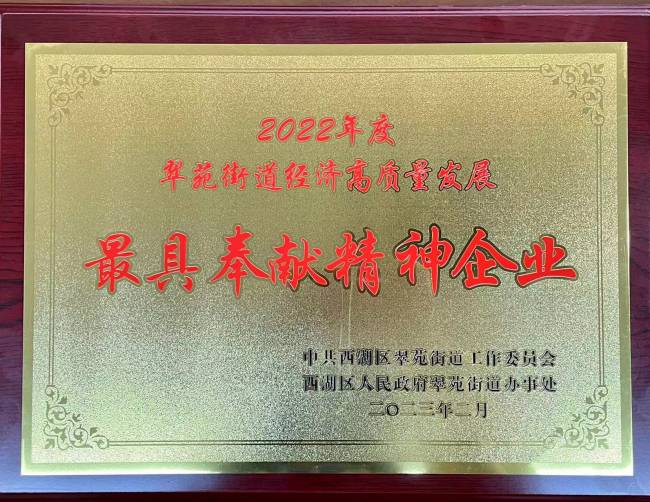 2022年度
翠苑街道经济高质量发展
最具奉献精神企业
中共西湖区翠苑街道工作委员会
西湖区人民政府翠苑街道办事处
二〇二三年二月